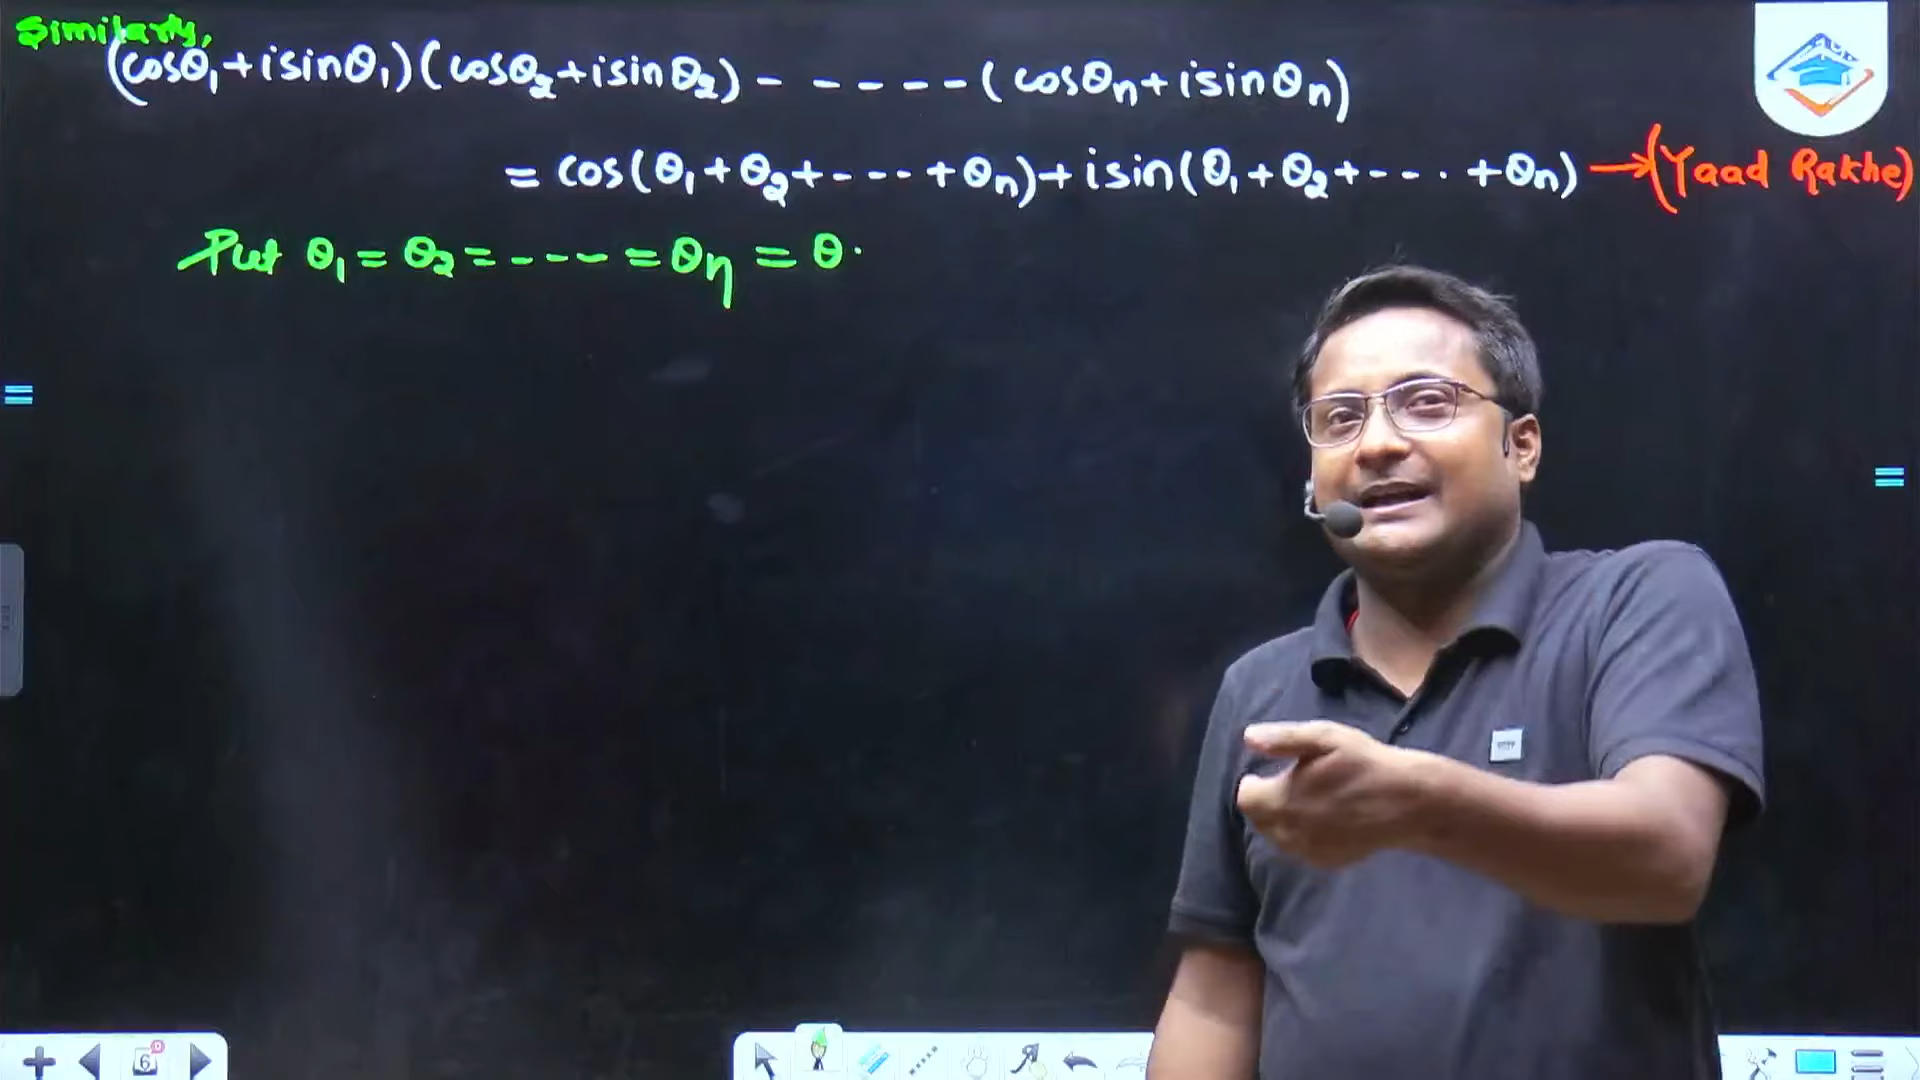 Similarly,
(cosθ₁+isinθ₁)(cosθ₂+isinθ₂)- - - - -(cosθₙ+isinθₙ)
= cos(θ₁+θ₂+- - - +θₙ)+isin(θ₁+θ₂+- - - +θₙ) →(Yaad Rakhe)
Put θ₁=θ₂=- - - -=θₙ=θ.
6